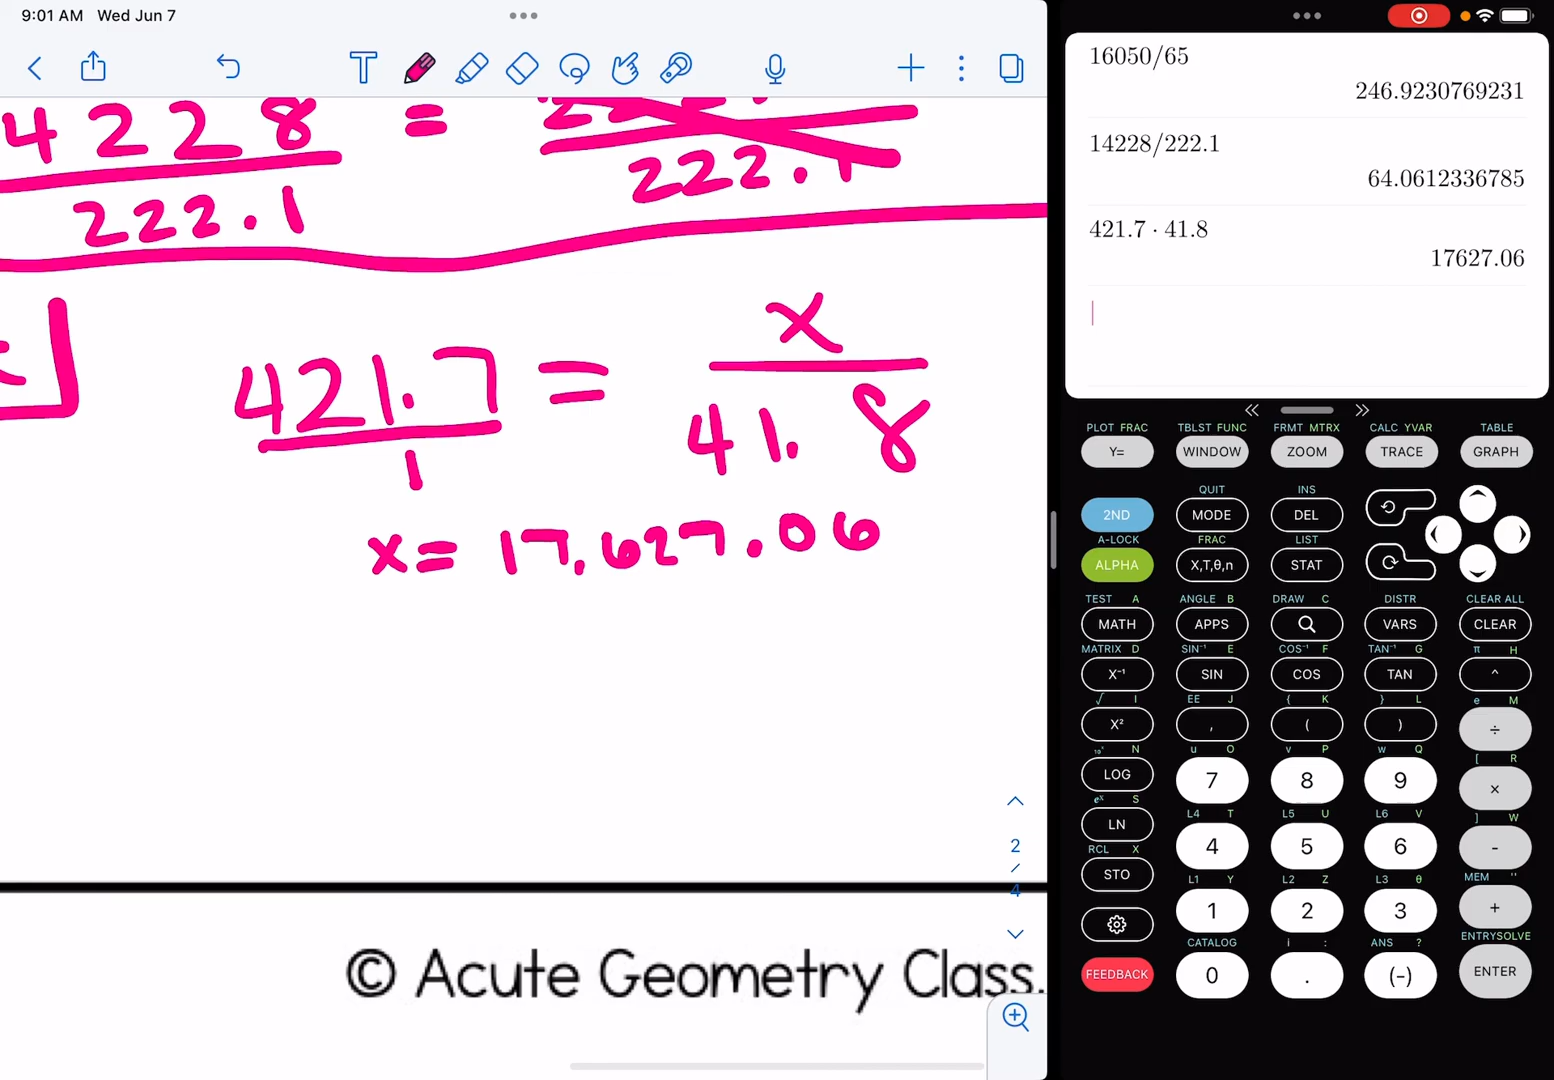 9:01 AM Wed Jun 7
4228 =
222.1 222.1
421.7 = x
1 41.8
x = 17,627.06
2
/
4
© Acute Geometry Class.
16050/65
246.9230769231
14228/222.1
64.0612336785
421.7 · 41.8
17627.06
PLOT FRAC TBLST FUNC FRMT MTRX CALC YVAR TABLE
Y= WINDOW ZOOM TRACE GRAPH
QUIT INS
2ND MODE DEL
A-LOCK FRAC LIST
ALPHA X,T,θ,n STAT
TEST A ANGLE B DRAW C DISTR CLEAR ALL
MATH APPS VARS CLEAR
MATRIX D SIN⁻¹ E COS⁻¹ F TAN⁻¹ G π H
X⁻¹ SIN COS TAN ^
√ I EE J { K } L e M
X² , ( ) ÷
10ˣ N u O v P w Q [ R
LOG 7 8 9 ×
eˣ S L4 T L5 U L6 V ] W
LN 4 5 6 -
RCL X L1 Y L2 Z L3 θ MEM "
STO 1 2 3 +
CATALOG i : ANS ? ENTRY SOLVE
FEEDBACK 0 . (-) ENTER